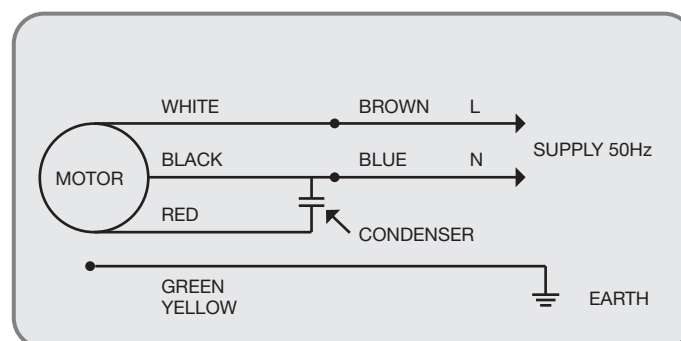 WHITE BROWN L
SUPPLY 50Hz
BLACK BLUE N
MOTOR
RED
CONDENSER
GREEN
YELLOW
EARTH